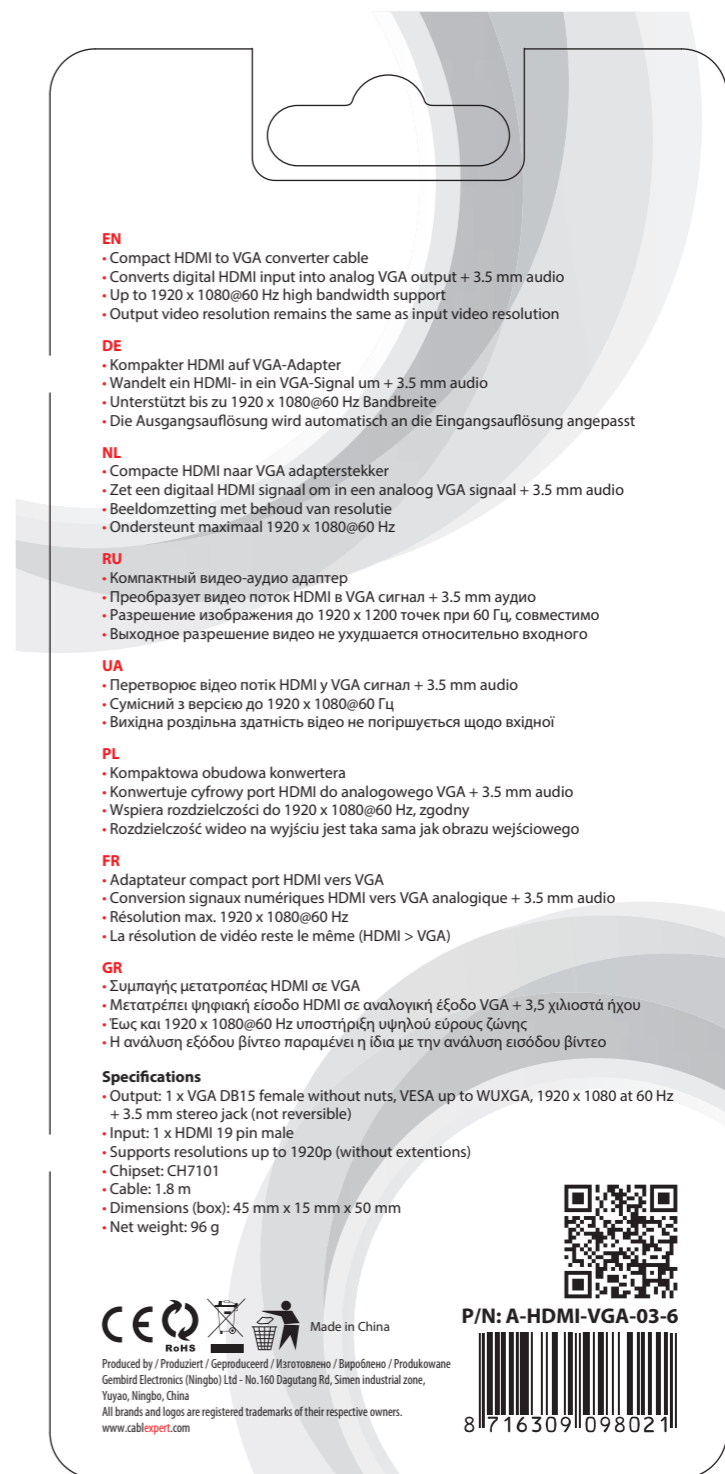 EN
• Compact HDMI to VGA converter cable
• Converts digital HDMI input into analog VGA output + 3.5 mm audio
• Up to 1920 x 1080@60 Hz high bandwidth support
• Output video resolution remains the same as input video resolution
DE
• Kompakter HDMI auf VGA-Adapter
• Wandelt ein HDMI- in ein VGA-Signal um + 3.5 mm audio
• Unterstützt bis zu 1920 x 1080@60 Hz Bandbreite
• Die Ausgangsauflösung wird automatisch an die Eingangsauflösung angepasst
NL
• Compacte HDMI naar VGA adapterstekker
• Zet een digitaal HDMI signaal om in een analoog VGA signaal + 3.5 mm audio
• Beeldomzetting met behoud van resolutie
• Ondersteunt maximaal 1920 x 1080@60 Hz
RU
• Компактный видео-аудио адаптер
• Преобразует видео поток HDMI в VGA сигнал + 3.5 mm аудио
• Разрешение изображения до 1920 x 1200 точек при 60 Гц, совместимо
• Выходное разрешение видео не ухудшается относительно входного
UA
• Перетворює відео потік HDMI у VGA сигнал + 3.5 mm audio
• Сумісний з версією до 1920 x 1080@60 Гц
• Вихідна роздільна здатність відео не погіршується щодо вхідної
PL
• Kompaktowa obudowa konwertera
• Konwertuje cyfrowy port HDMI do analogowego VGA + 3.5 mm audio
• Wspiera rozdzielczości do 1920 x 1080@60 Hz, zgodny
• Rozdzielczość wideo na wyjściu jest taka sama jak obrazu wejściowego
FR
• Adaptateur compact port HDMI vers VGA
• Conversion signaux numériques HDMI vers VGA analogique + 3.5 mm audio
• Résolution max. 1920 x 1080@60 Hz
• La résolution de vidéo reste le même (HDMI > VGA)
GR
• Συμπαγής μετατροπέας HDMI σε VGA
• Μετατρέπει ψηφιακή είσοδο HDMI σε αναλογική έξοδο VGA + 3,5 χιλιοστά ήχου
• Έως και 1920 x 1080@60 Hz υποστήριξη υψηλού εύρους ζώνης
• Η ανάλυση εξόδου βίντεο παραμένει η ίδια με την ανάλυση εισόδου βίντεο
Specifications
• Output: 1 x VGA DB15 female without nuts, VESA up to WUXGA, 1920 x 1080 at 60 Hz
+ 3.5 mm stereo jack (not reversible)
• Input: 1 x HDMI 19 pin male
• Supports resolutions up to 1920p (without extentions)
• Chipset: CH7101
• Cable: 1.8 m
• Dimensions (box): 45 mm x 15 mm x 50 mm
• Net weight: 96 g
CE
RoHS
Made in China
Produced by / Produziert / Geproduceerd / Изготовлено / Вироблено / Produkowane
Gembird Electronics (Ningbo) Ltd - No.160 Dagutang Rd, Simen industrial zone,
Yuyao, Ningbo, China
All brands and logos are registered trademarks of their respective owners.
www.cablexpert.com
P/N: A-HDMI-VGA-03-6
8 716309 098021